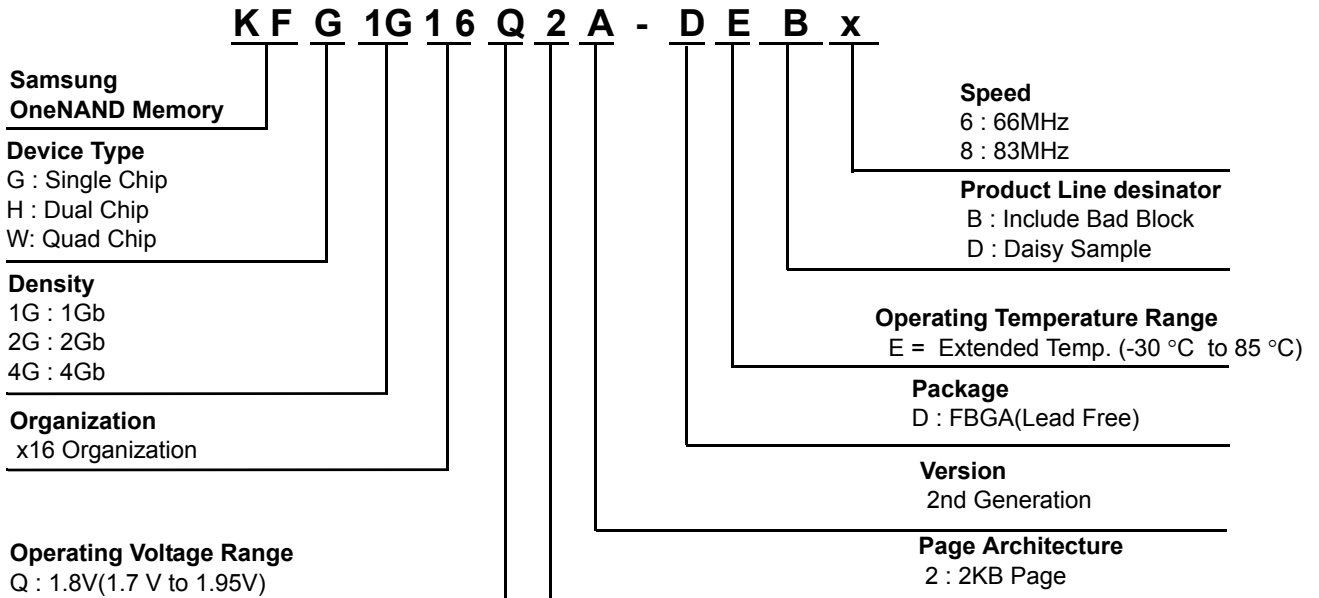 K F G 1G 1 6 Q 2 A - D E B x
Samsung
OneNAND Memory
Device Type
G : Single Chip
H : Dual Chip
W: Quad Chip
Density
1G : 1Gb
2G : 2Gb
4G : 4Gb
Organization
x16 Organization
Operating Voltage Range
Q : 1.8V(1.7 V to 1.95V)
Speed
6 : 66MHz
8 : 83MHz
Product Line desinator
B : Include Bad Block
D : Daisy Sample
Operating Temperature Range
E = Extended Temp. (-30 °C to 85 °C)
Package
D : FBGA(Lead Free)
Version
2nd Generation
Page Architecture
2 : 2KB Page